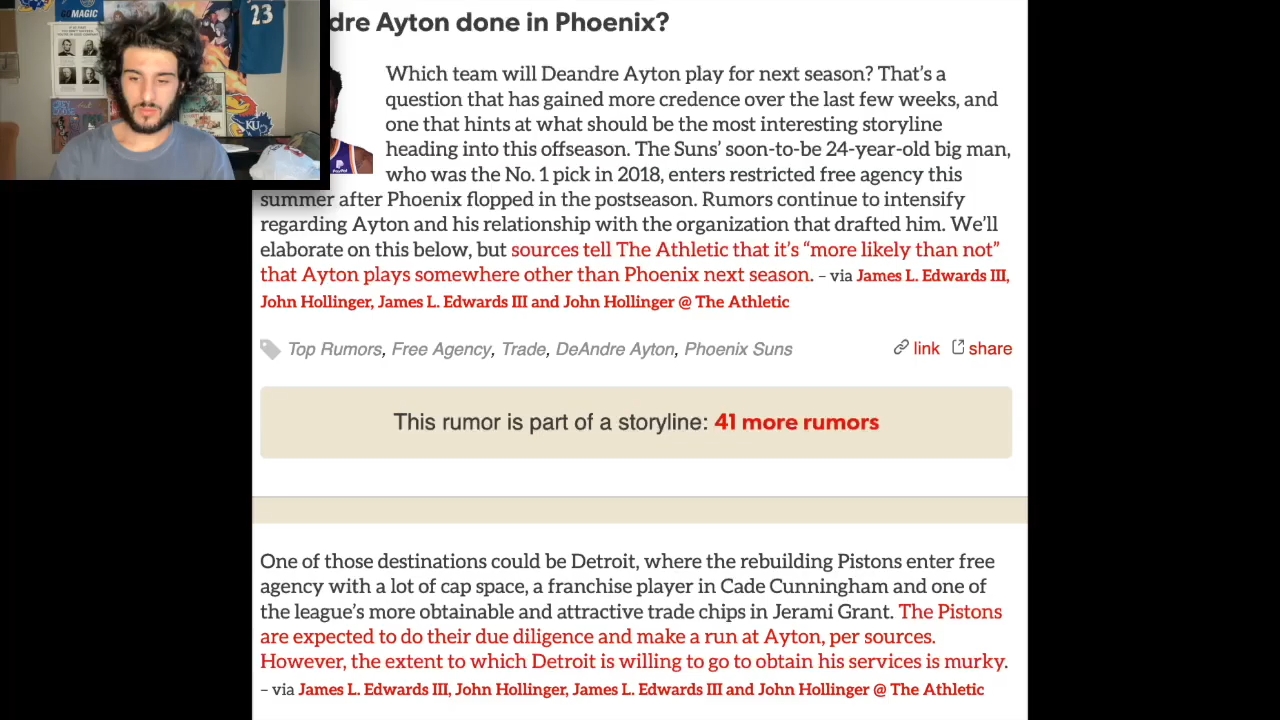 GO MAGIC
23
KU
dre Ayton done in Phoenix?
Which team will Deandre Ayton play for next season? That's a
question that has gained more credence over the last few weeks, and
one that hints at what should be the most interesting storyline
heading into this offseason. The Suns' soon-to-be 24-year-old big man,
who was the No. 1 pick in 2018, enters restricted free agency this
summer after Phoenix flopped in the postseason. Rumors continue to intensify
regarding Ayton and his relationship with the organization that drafted him. We'll
elaborate on this below, but sources tell The Athletic that it's “more likely than not”
that Ayton plays somewhere other than Phoenix next season. – via James L. Edwards III,
John Hollinger, James L. Edwards III and John Hollinger @ The Athletic
Top Rumors, Free Agency, Trade, DeAndre Ayton, Phoenix Suns link share
This rumor is part of a storyline: 41 more rumors
One of those destinations could be Detroit, where the rebuilding Pistons enter free
agency with a lot of cap space, a franchise player in Cade Cunningham and one of
the league's more obtainable and attractive trade chips in Jerami Grant. The Pistons
are expected to do their due diligence and make a run at Ayton, per sources.
However, the extent to which Detroit is willing to go to obtain his services is murky.
– via James L. Edwards III, John Hollinger, James L. Edwards III and John Hollinger @ The Athletic